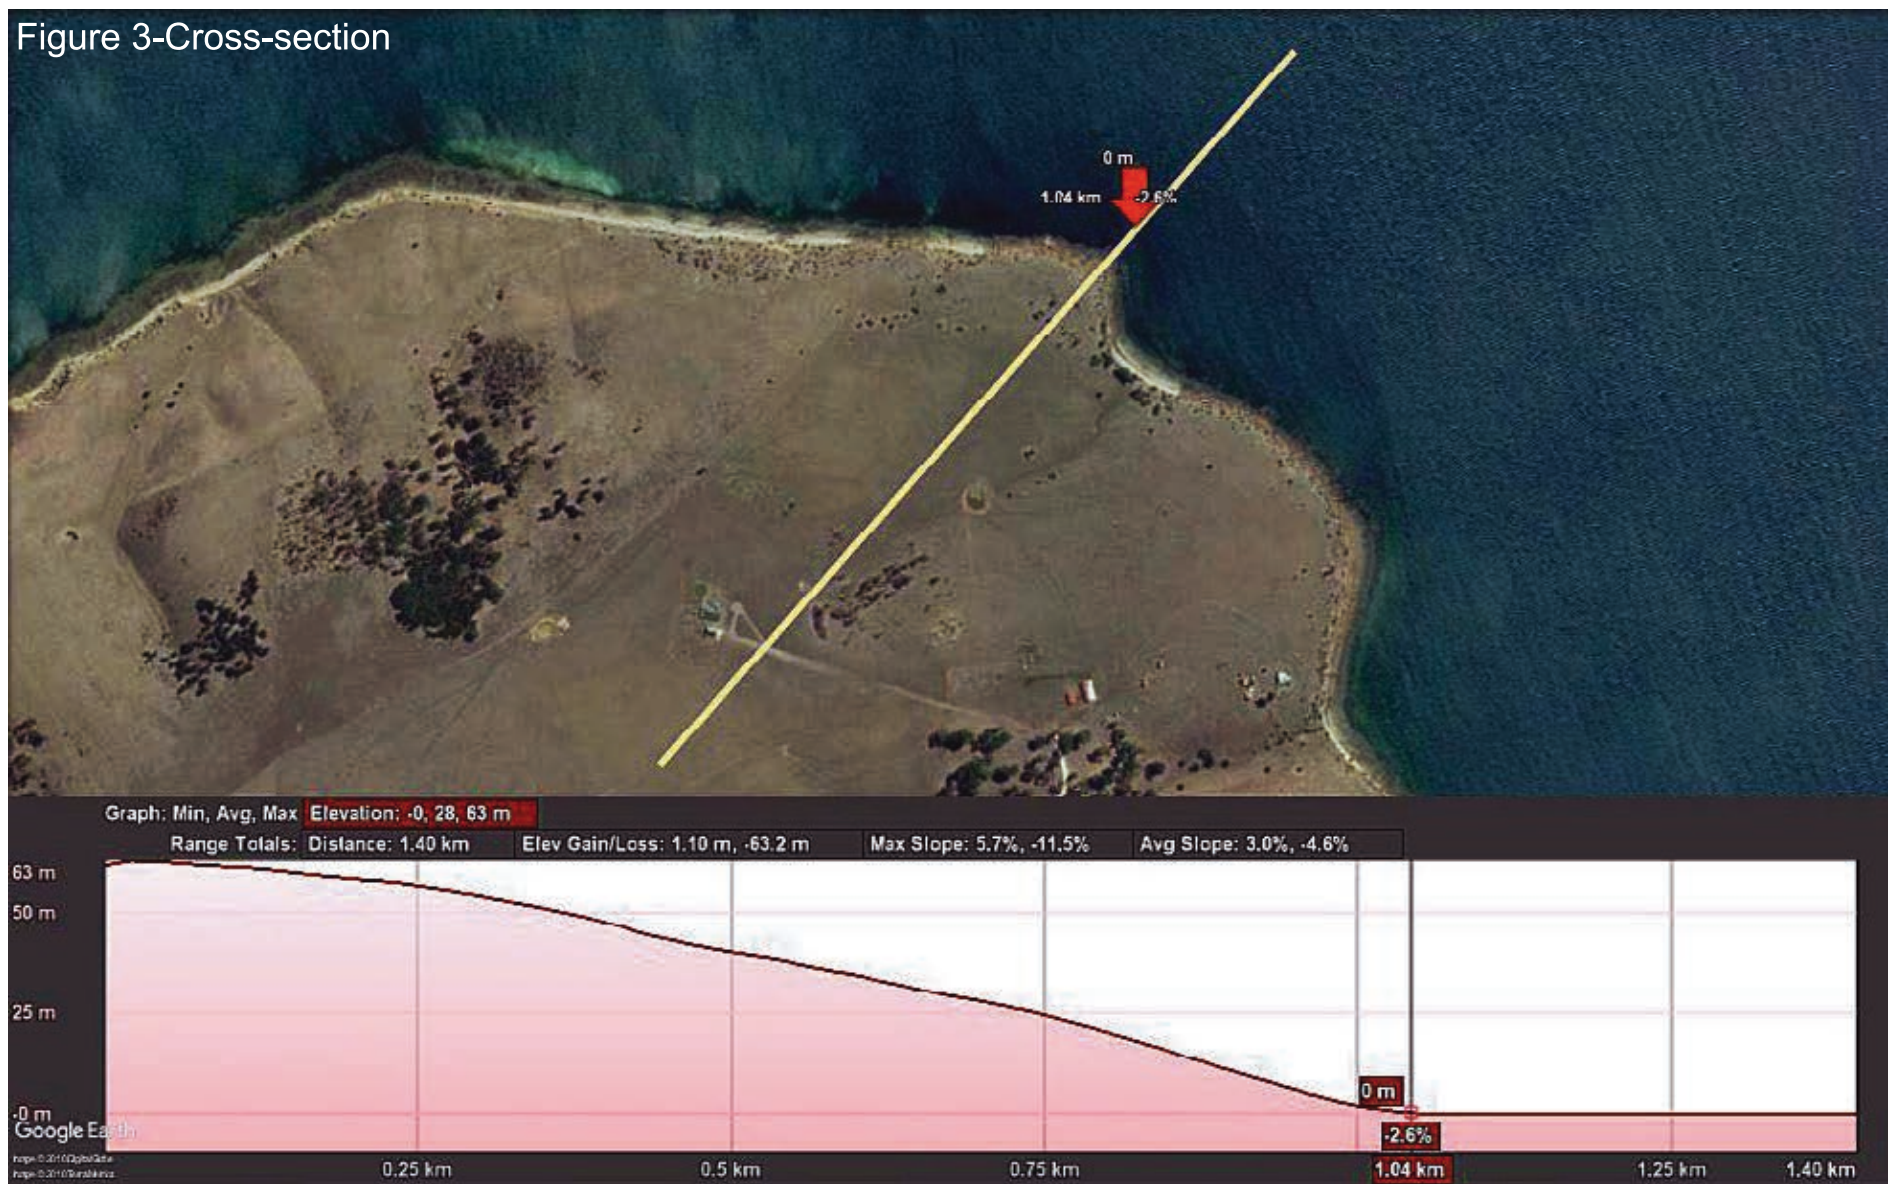 Figure 3-Cross-section
0 m
1.04 km -2.6%
Graph: Min, Avg, Max Elevation: -0, 28, 63 m
Range Totals: Distance: 1.40 km Elev Gain/Loss: 1.10 m, -63.2 m Max Slope: 5.7%, -11.5% Avg Slope: 3.0%, -4.6%
63 m
50 m
25 m
0 m
-0 m
Google Earth
-2.6%
0.25 km 0.5 km 0.75 km 1.04 km 1.25 km 1.40 km